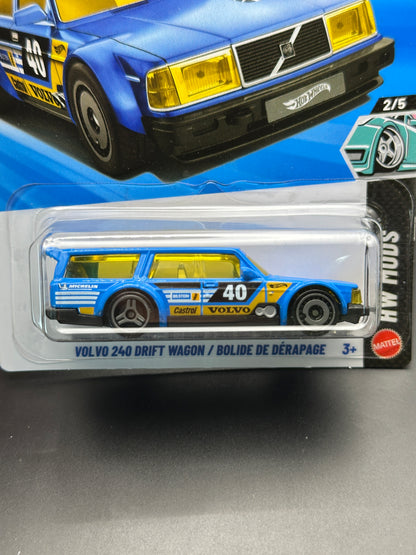 40
VOLVO
Hot Wheels
2/5
HW MODS
MICHELIN
BILSTEIN
40
Castrol
VOLVO
VOLVO 240 DRIFT WAGON / BOLIDE DE DÉRAPAGE
3+
MATTEL